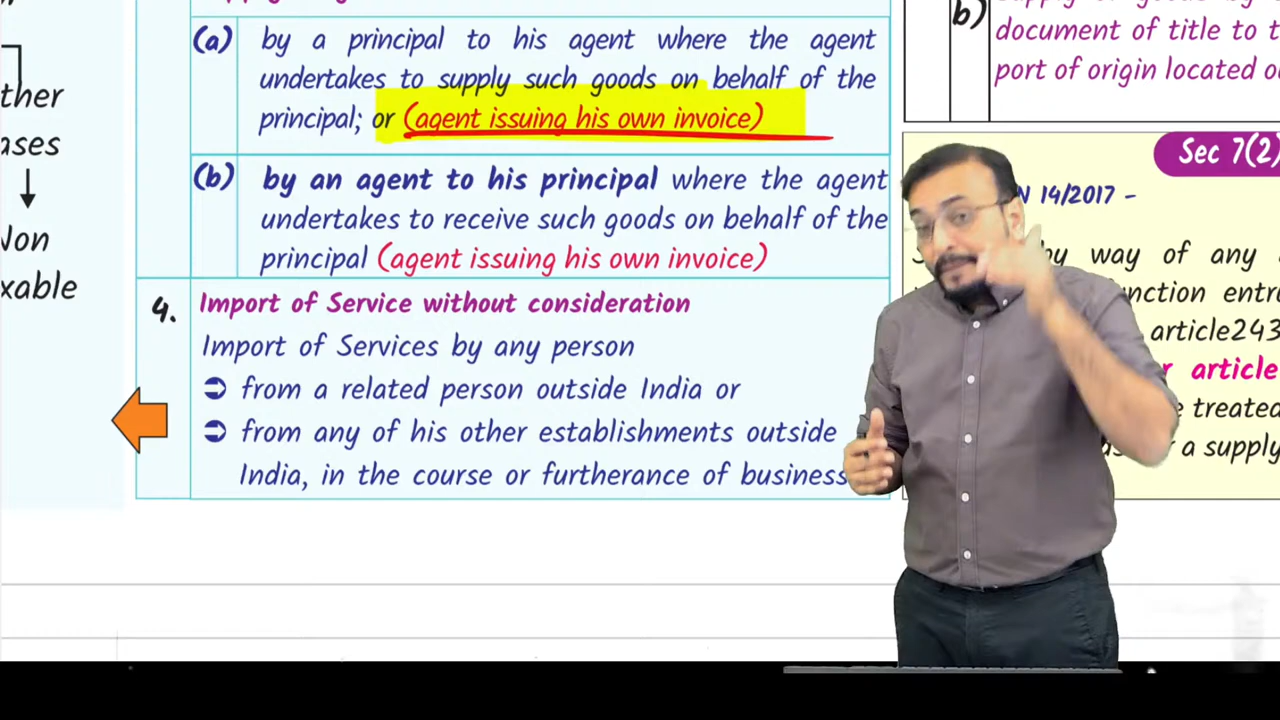 (a) by a principal to his agent where the agent
undertakes to supply such goods on behalf of the
principal; or (agent issuing his own invoice)
(b) by an agent to his principal where the agent
undertakes to receive such goods on behalf of the
principal (agent issuing his own invoice)
4. Import of Service without consideration
Import of Services by any person
⊃ from a related person outside India or
⊃ from any of his other establishments outside
India, in the course or furtherance of business
ther
ases
Non
xable
b)
document of title to t
port of origin located ou
Sec 7(2)
N 14/2017 -
by way of any
nction entr
article243
r article
e treated
a supply